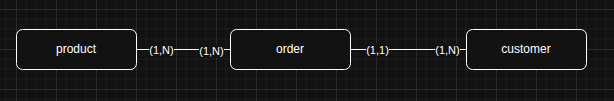 product (1,N) (1,N) order (1,1) (1,N) customer